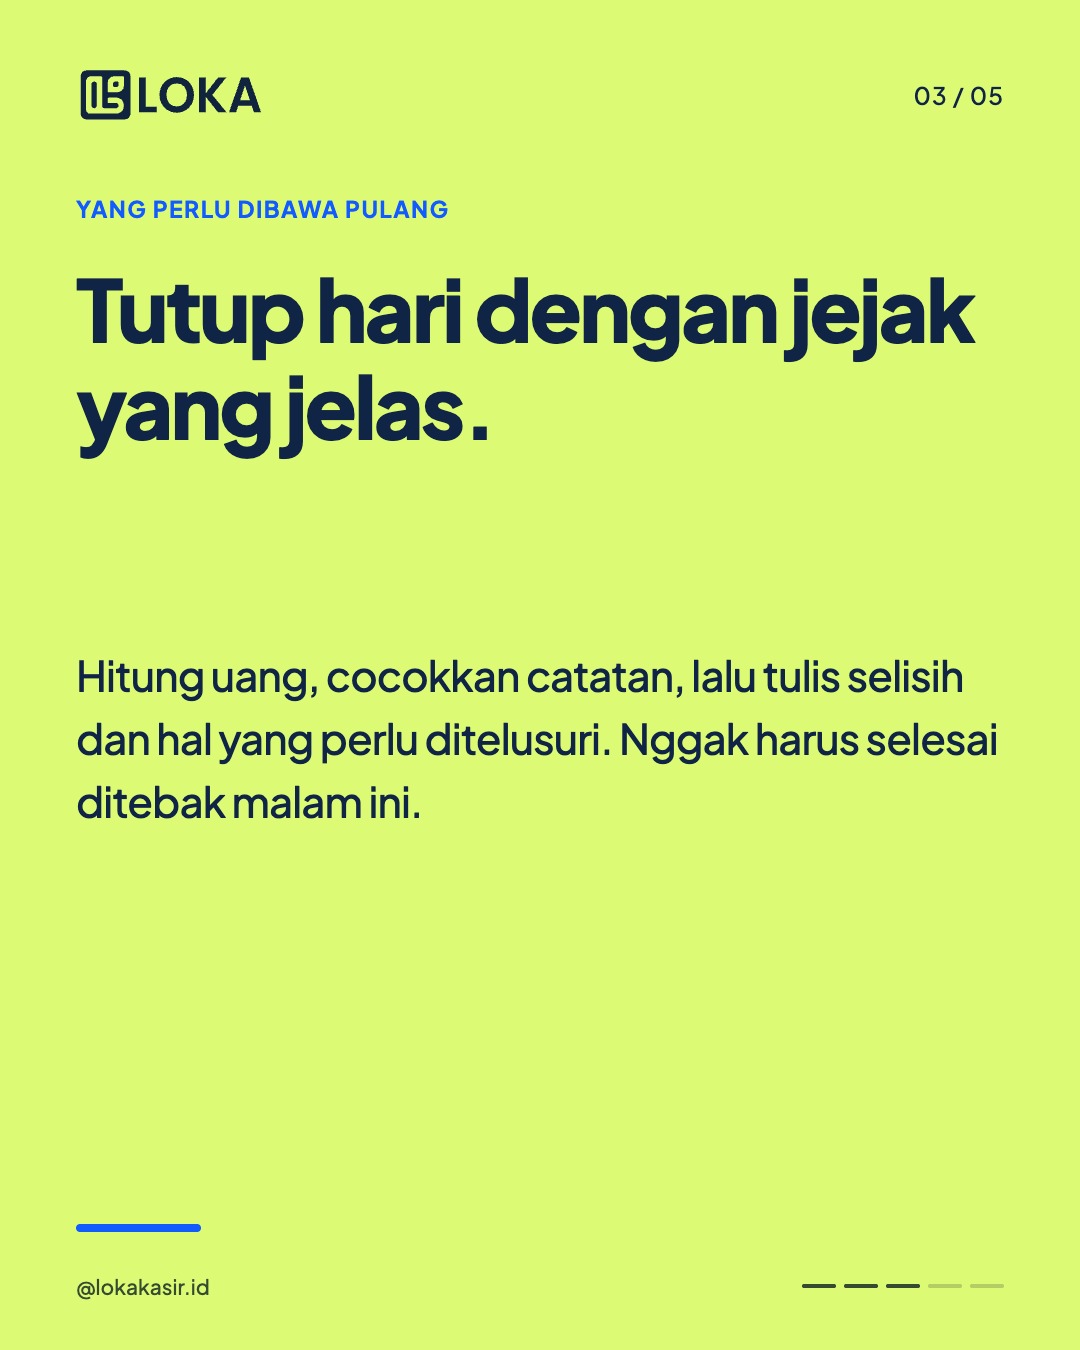 LOKA
03 / 05
YANG PERLU DIBAWA PULANG
Tutup hari dengan jejak
yang jelas.
Hitung uang, cocokkan catatan, lalu tulis selisih
dan hal yang perlu ditelusuri. Nggak harus selesai
ditebak malam ini.
@lokakasir.id